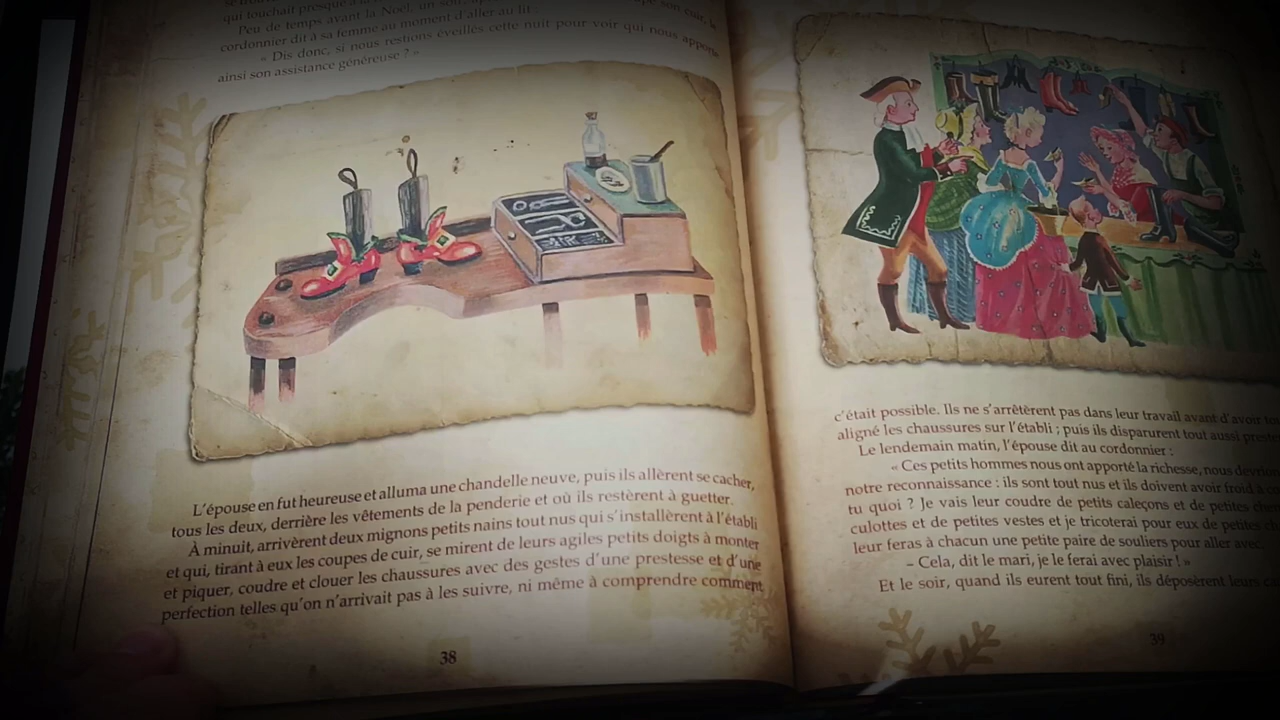 qui touchait presque à la
Peu de temps avant la Noël, un soir,
cordonnier dit à sa femme au moment d'aller au lit :
« Dis donc, si nous restions éveillés cette nuit pour voir qui nous apporte
ainsi son assistance généreuse ? »
L'épouse en fut heureuse et alluma une chandelle neuve, puis ils allèrent se cacher,
tous les deux, derrière les vêtements de la penderie et où ils restèrent à guetter.
À minuit, arrivèrent deux mignons petits nains tout nus qui s'installèrent à l'établi
et qui, tirant à eux les coupes de cuir, se mirent de leurs agiles petits doigts à monter
et piquer, coudre et clouer les chaussures avec des gestes d'une prestesse et d'une
perfection telles qu'on n'arrivait pas à les suivre, ni même à comprendre comment
38
c'était possible. Ils ne s'arrêtèrent pas dans leur travail avant d'avoir
aligné les chaussures sur l'établi ; puis ils disparurent tout aussi
Le lendemain matin, l'épouse dit au cordonnier :
« Ces petits hommes nous ont apporté la richesse, nous
notre reconnaissance : ils sont tout nus et ils doivent avoir froid à
tu quoi ? Je vais leur coudre de petits caleçons et de petites
culottes et de petites vestes et je tricoterai pour eux de petites
leur feras à chacun une petite paire de souliers pour aller avec.
– Cela, dit le mari, je le ferai avec plaisir ! »
Et le soir, quand ils eurent tout fini, ils déposèrent leurs
39